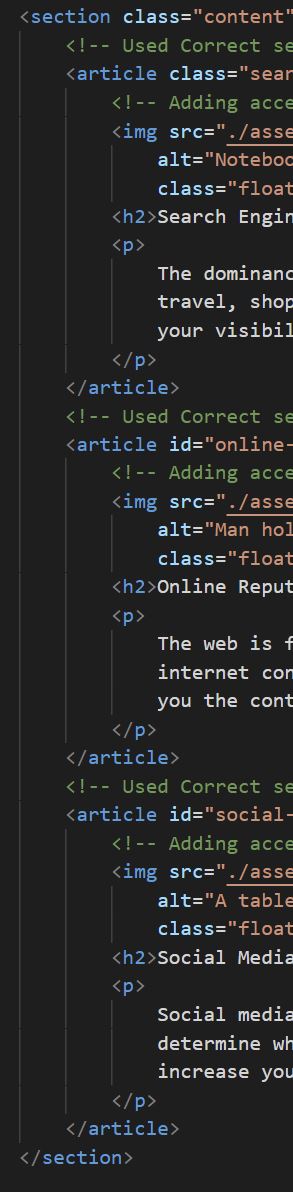 <section class="content"
<!-- Used Correct se
<article class="sear
<!-- Adding acce
<img src="./asse
alt="Noteboo
class="float
<h2>Search Engin
<p>
The dominanc
travel, shop
your visibil
</p>
</article>
<!-- Used Correct se
<article id="online-
<!-- Adding acce
<img src="./asse
alt="Man hol
class="float
<h2>Online Reput
<p>
The web is f
internet con
you the cont
</p>
</article>
<!-- Used Correct se
<article id="social-
<!-- Adding acce
<img src="./asse
alt="A table
class="float
<h2>Social Media
<p>
Social media
determine wh
increase you
</p>
</article>
</section>